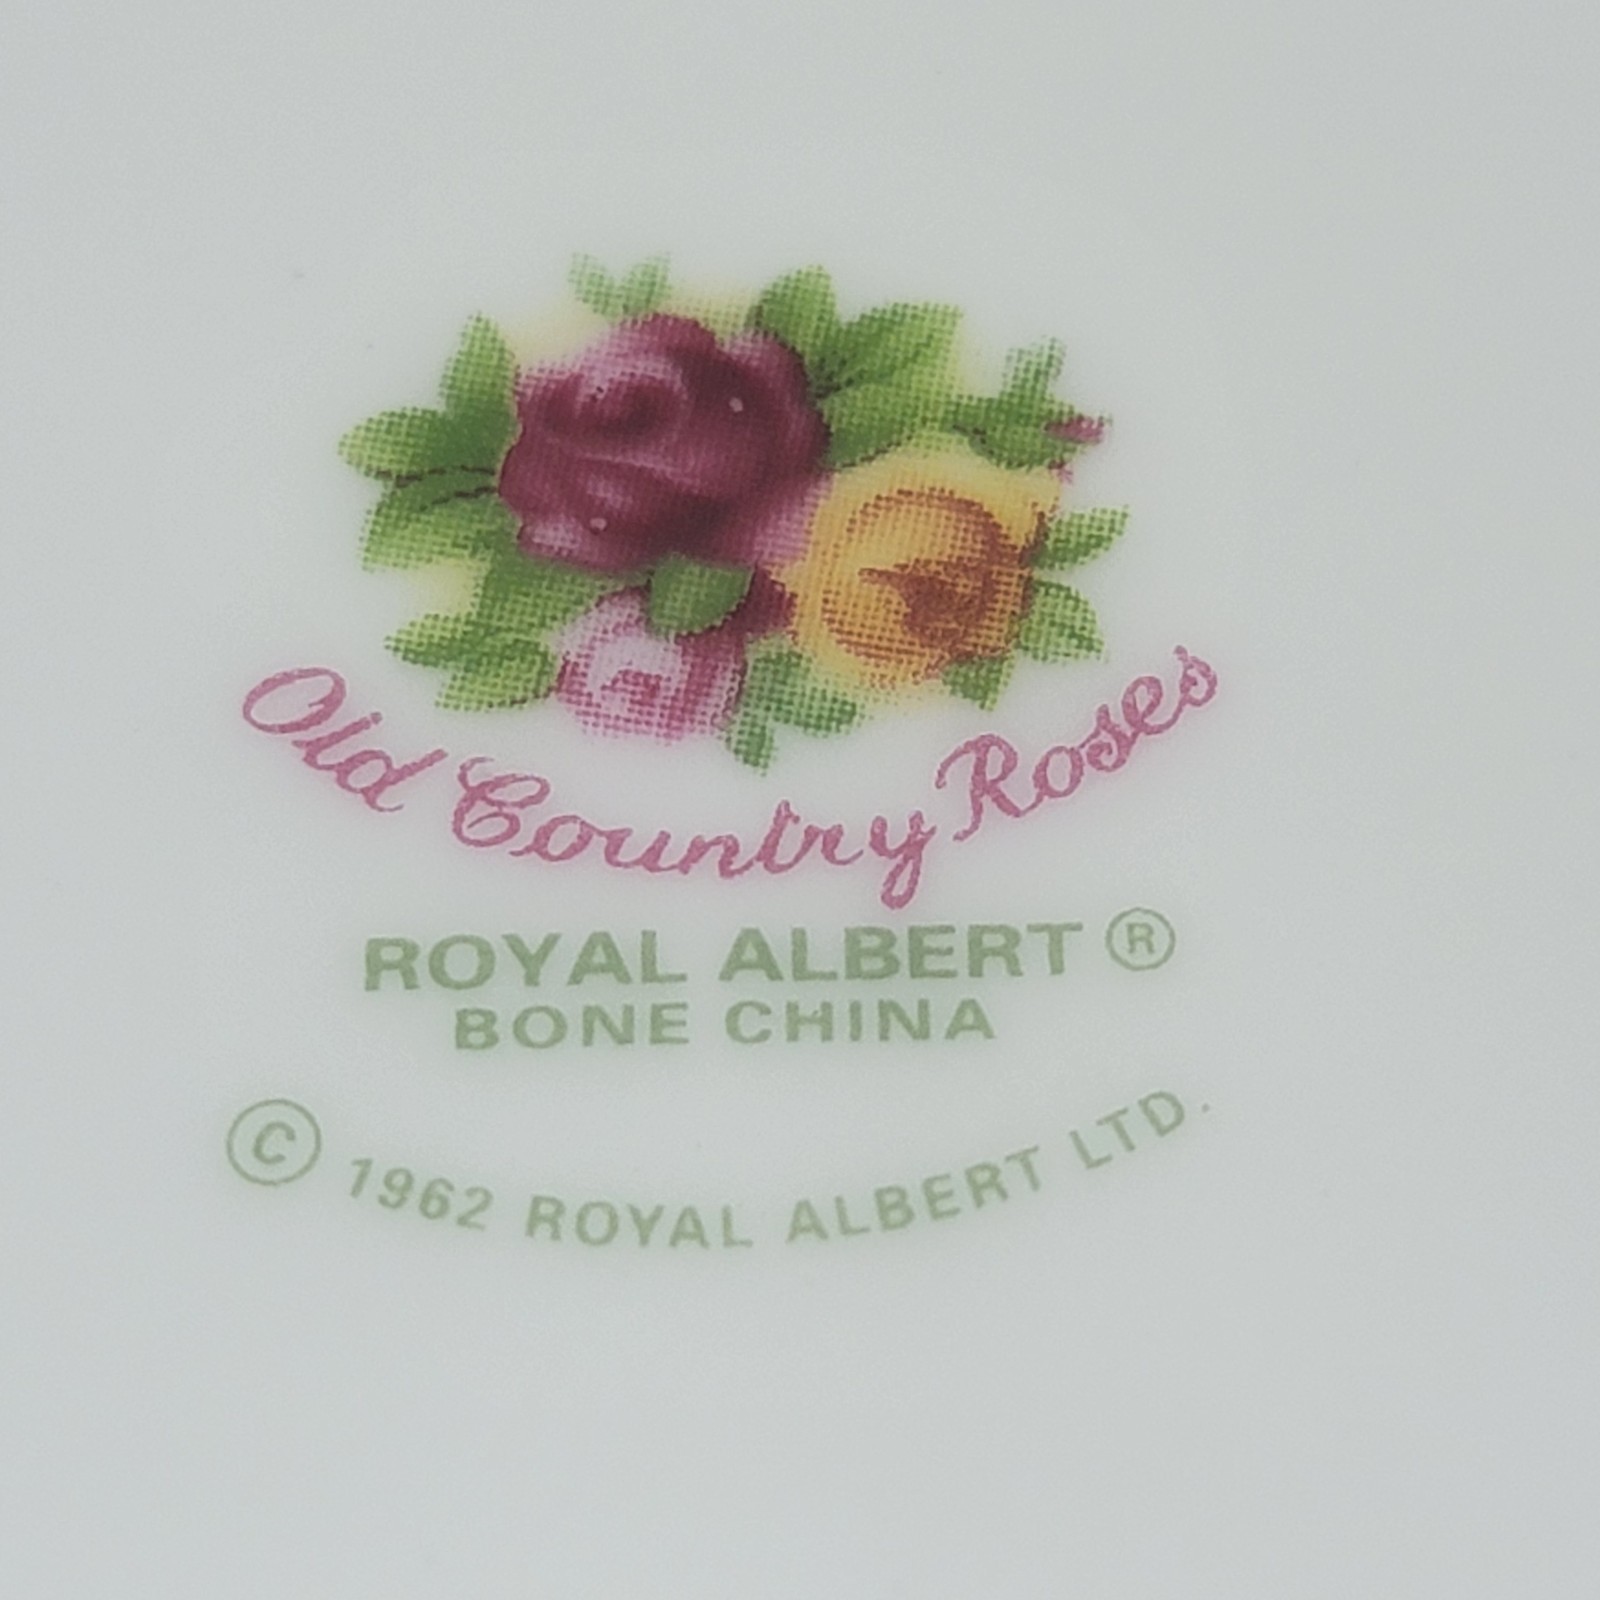 Old Country Roses
ROYAL ALBERT ®
BONE CHINA
© 1962 ROYAL ALBERT LTD.